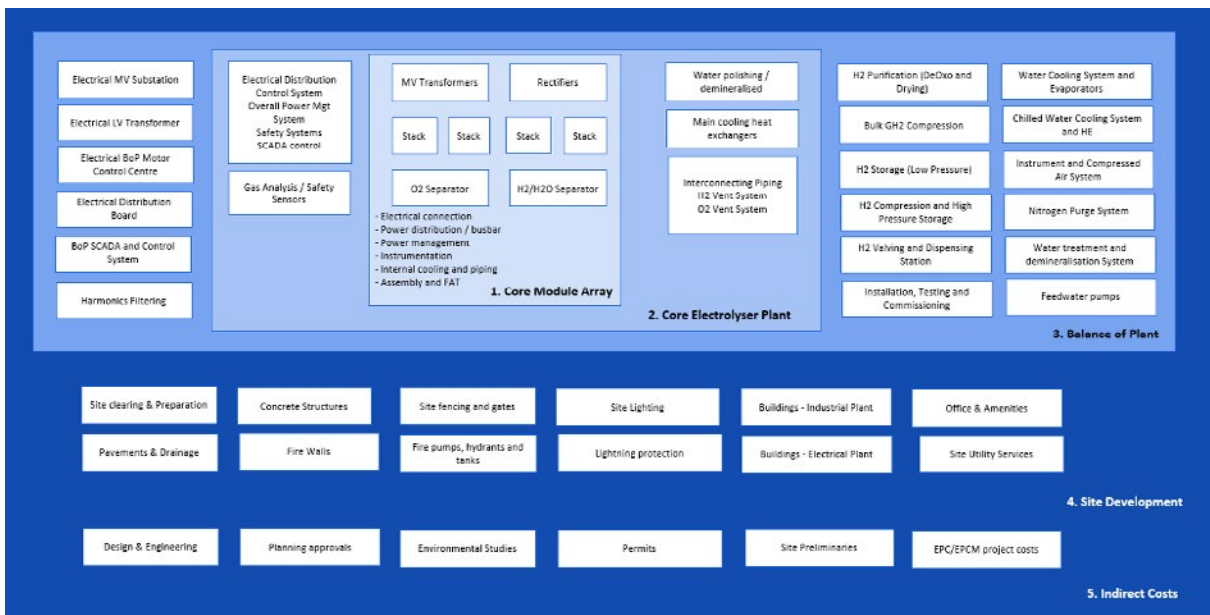 Electrical MV Substation
Electrical LV Transformer
Electrical BoP Motor
Control Centre
Electrical Distribution
Board
BoP SCADA and Control
System
Harmonics Filtering
Electrical Distribution
Control System
Overall Power Mgt
System
Safety Systems
SCADA control
Gas Analysis / Safety
Sensors
MV Transformers
Rectifiers
Stack
Stack
Stack
Stack
O2 Separator
H2/H2O Separator
- Electrical connection
- Power distribution / busbar
- Power management
- Instrumentation
- Internal cooling and piping
- Assembly and FAT
1. Core Module Array
Water polishing /
demineralised
Main cooling heat
exchangers
Interconnecting Piping
H2 Vent System
O2 Vent System
2. Core Electrolyser Plant
H2 Purification (DeOxo and
Drying)
Bulk GH2 Compression
H2 Storage (Low Pressure)
H2 Compression and High
Pressure Storage
H2 Valving and Dispensing
Station
Installation, Testing and
Commissioning
Water Cooling System and
Evaporators
Chilled Water Cooling System
and HE
Instrument and Compressed
Air System
Nitrogen Purge System
Water treatment and
demineralisation System
Feedwater pumps
3. Balance of Plant
Site clearing & Preparation
Concrete Structures
Site fencing and gates
Site Lighting
Buildings - Industrial Plant
Office & Amenities
Pavements & Drainage
Fire Walls
Fire pumps, hydrants and
tanks
Lightning protection
Buildings - Electrical Plant
Site Utility Services
4. Site Development
Design & Engineering
Planning approvals
Environmental Studies
Permits
Site Preliminaries
EPC/EPCM project costs
5. Indirect Costs